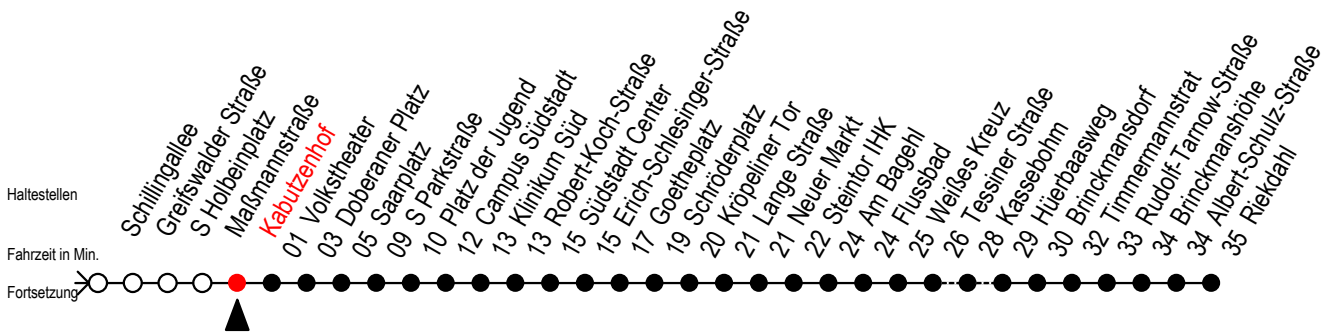 Haltestellen
Fahrzeit in Min.
Fortsetzung
Schillingallee
Greifswalder Straße
S Holbeinplatz
Maßmannstraße
Kabutzenhof
01 Volkstheater
03 Doberaner Platz
05 Saarplatz
09 S Parkstraße
10 Platz der Jugend
12 Campus Südstadt
13 Klinikum Süd
13 Robert-Koch-Straße
15 Südstadt Center
15 Erich-Schlesinger-Straße
17 Goetheplatz
19 Schröderplatz
20 Kröpeliner Tor
21 Lange Straße
21 Neuer Markt
22 Steintor IHK
24 Am Bagehl
24 Flussbad
25 Weißes Kreuz
26 Tessiner Straße
28 Kassebohm
29 Hüerbaasweg
30 Brinckmansdorf
32 Timmermannstrat
33 Rudolf-Tarnow-Straße
34 Brinckmanshöhe
34 Albert-Schulz-Straße
35 Riekdahl